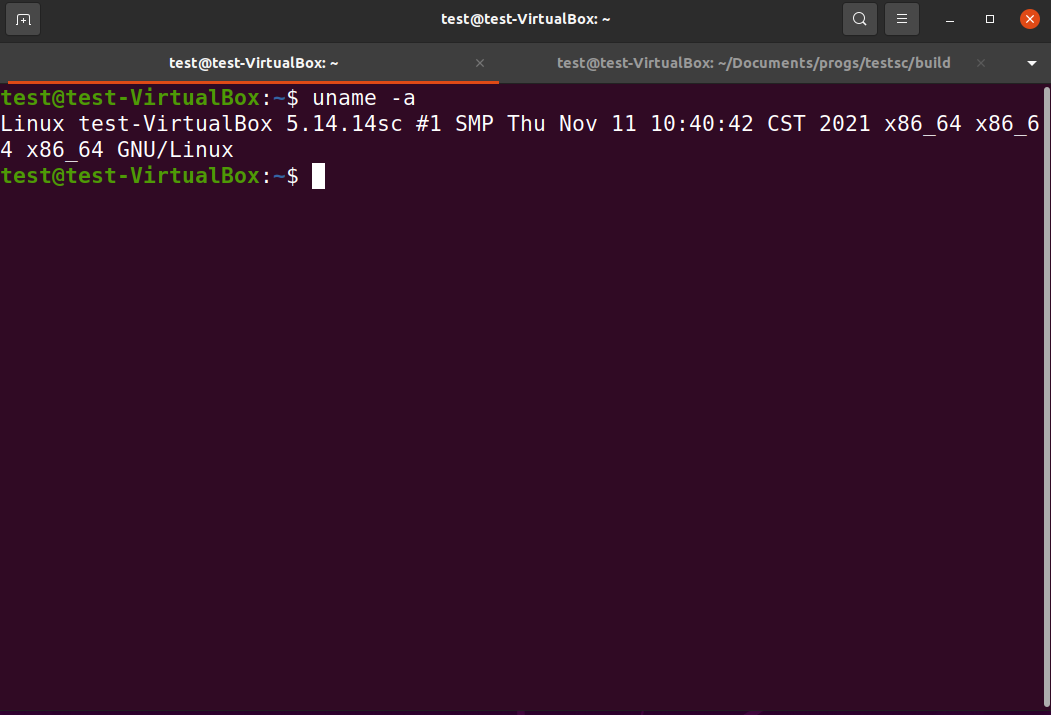 test@test-VirtualBox: ~
test@test-VirtualBox: ~
test@test-VirtualBox: ~/Documents/progs/testsc/build
test@test-VirtualBox:~$ uname -a
Linux test-VirtualBox 5.14.14sc #1 SMP Thu Nov 11 10:40:42 CST 2021 x86_64 x86_6
4 x86_64 GNU/Linux
test@test-VirtualBox:~$